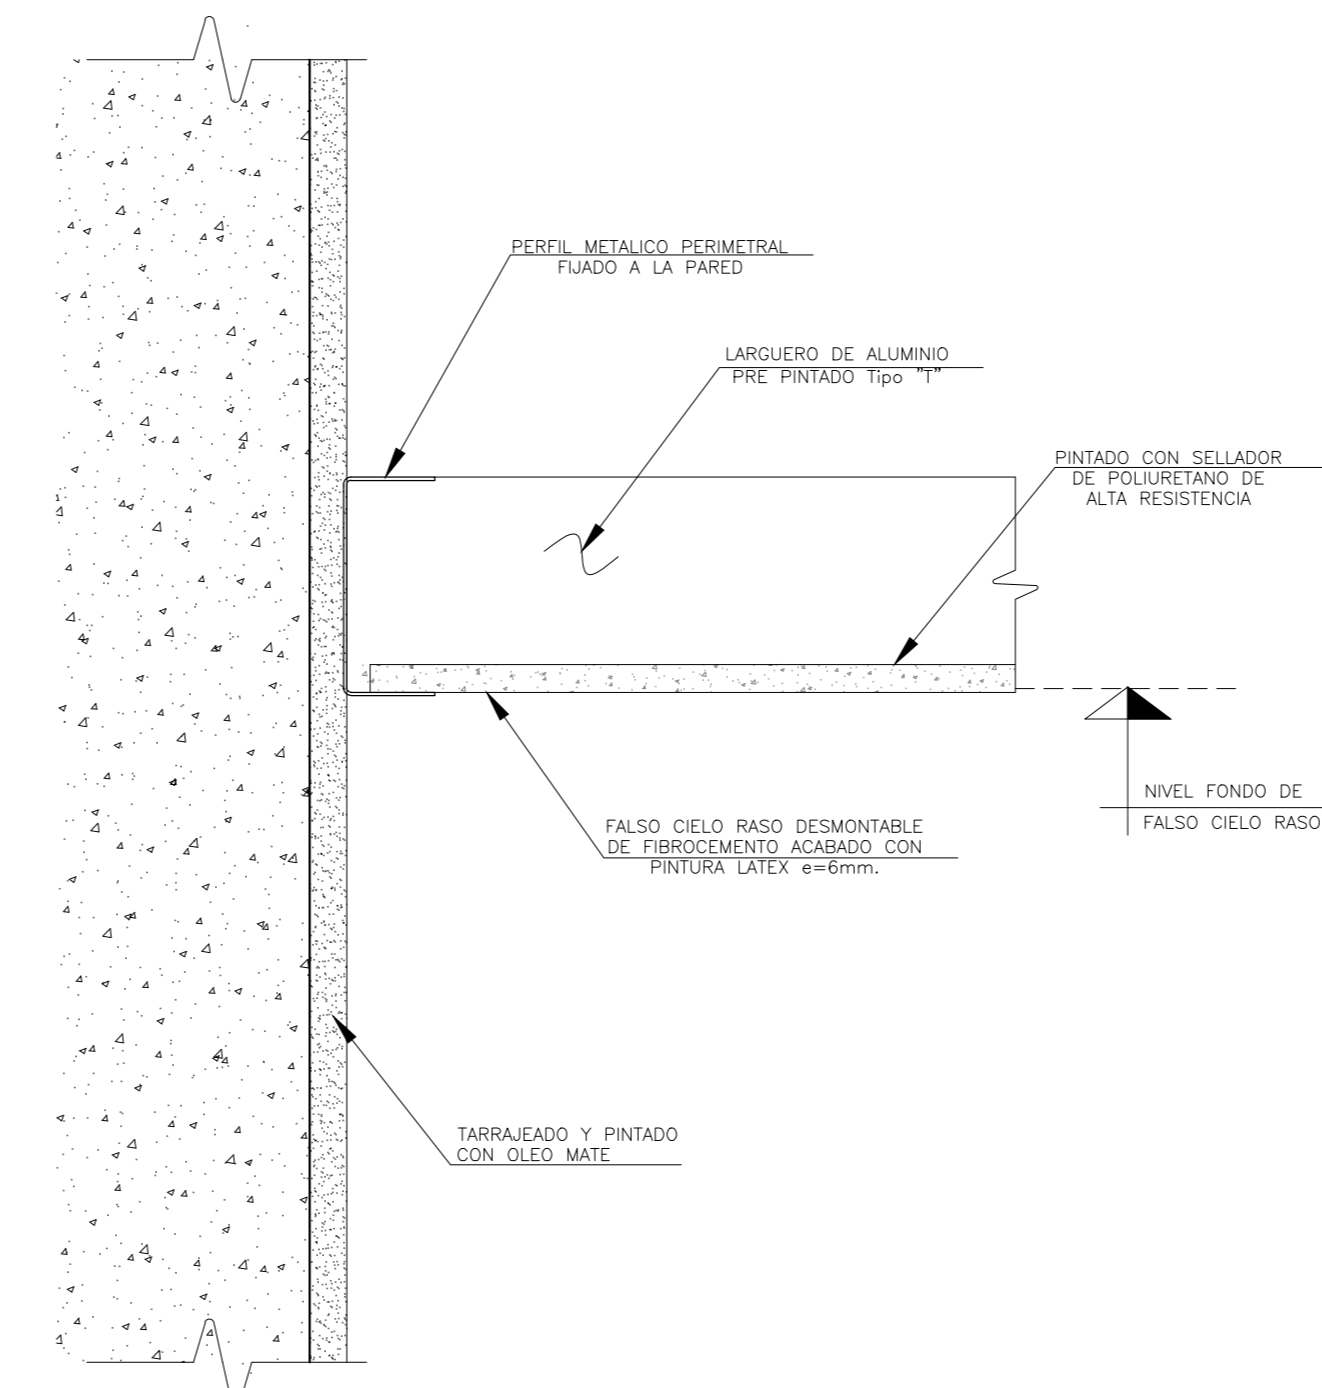 PERFIL METALICO PERIMETRAL
FIJADO A LA PARED
LARGUERO DE ALUMINIO
PRE PINTADO Tipo "T"
PINTADO CON SELLADOR
DE POLIURETANO DE
ALTA RESISTENCIA
NIVEL FONDO DE
FALSO CIELO RASO
FALSO CIELO RASO DESMONTABLE
DE FIBROCEMENTO ACABADO CON
PINTURA LATEX e=6mm.
TARRAJEADO Y PINTADO
CON OLEO MATE